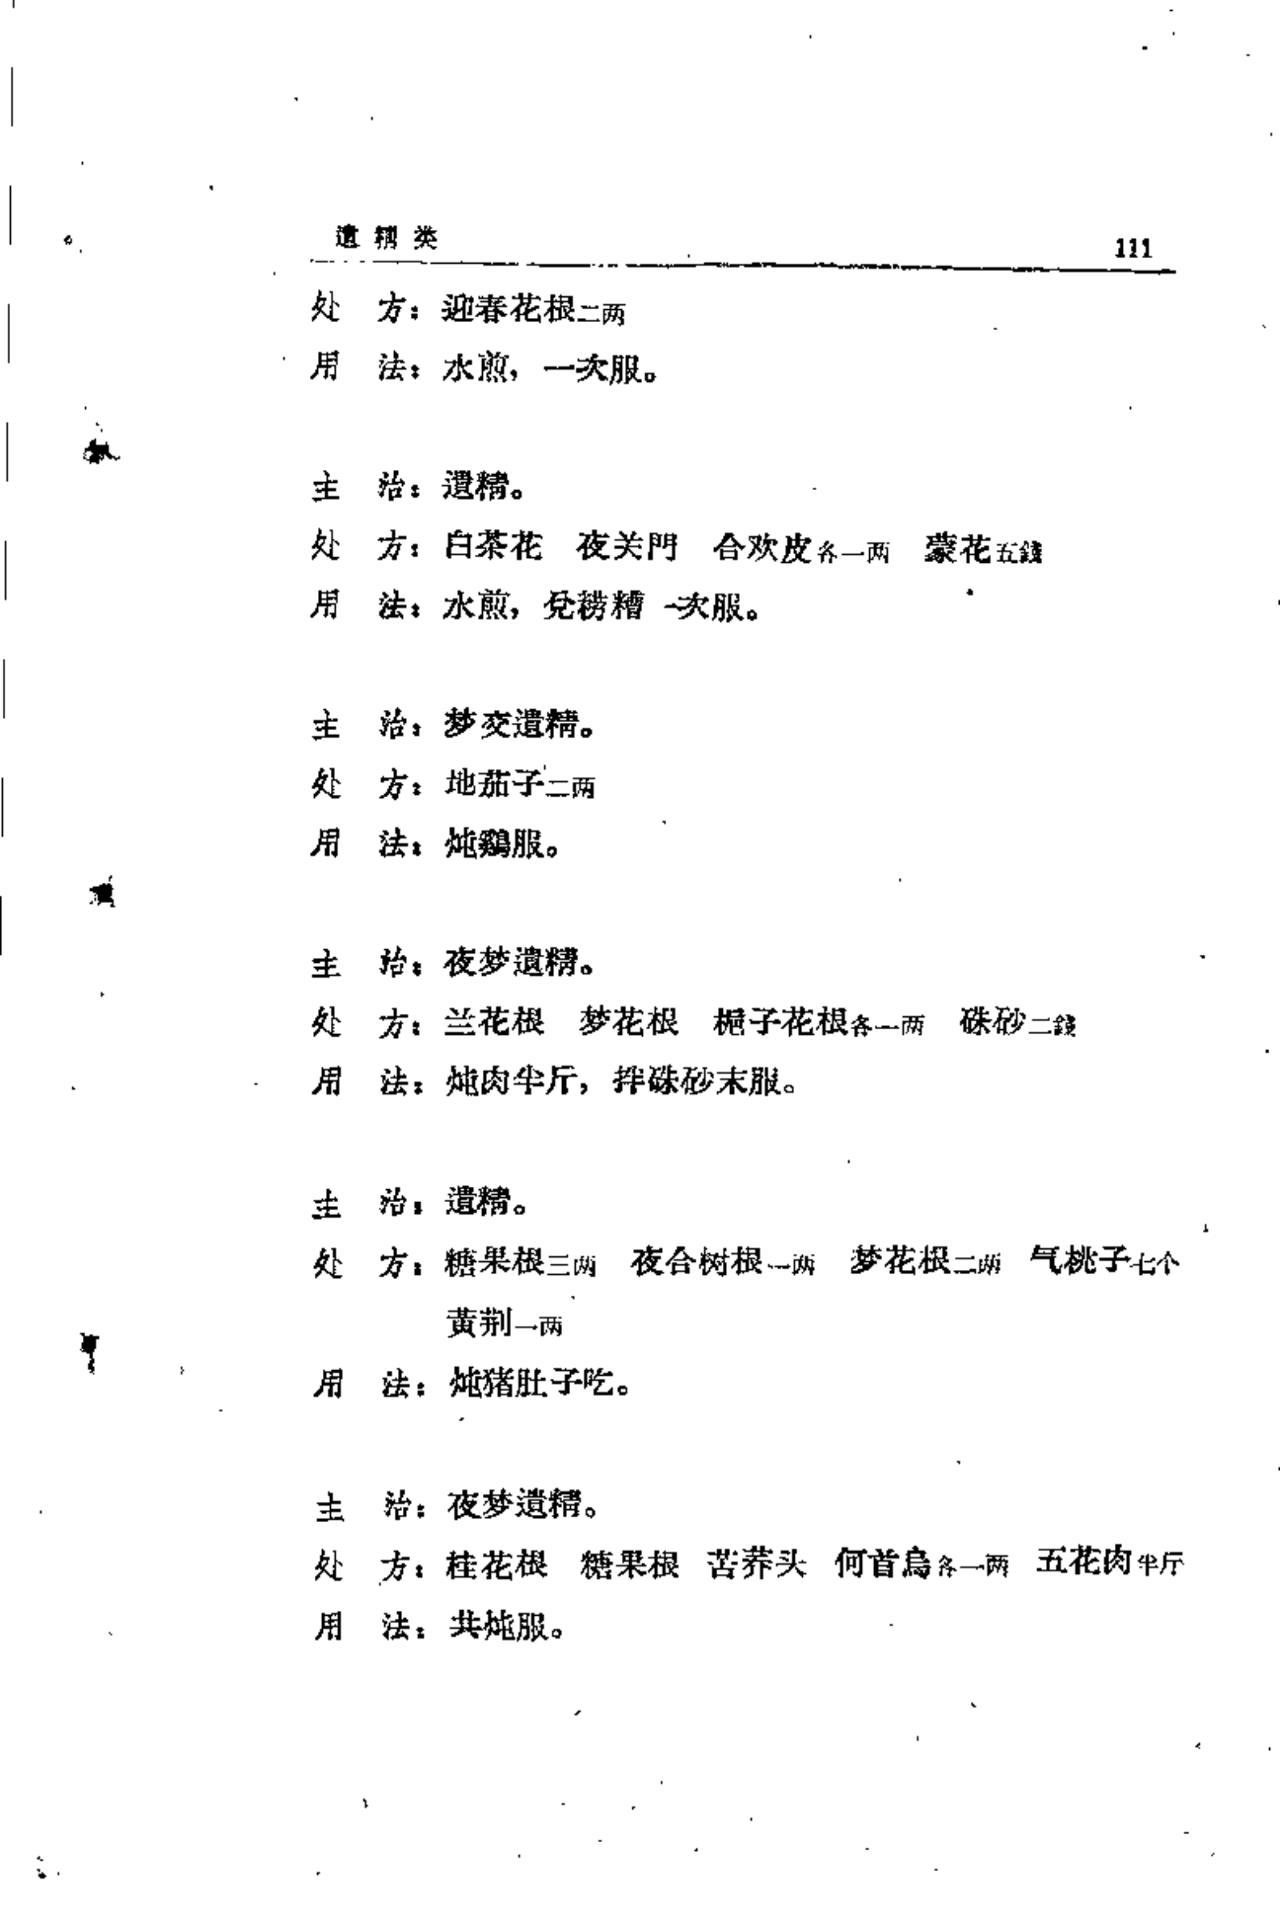 遺精类 111
处　方：迎春花根二两
用　法：水煎，一次服。
主　治：遺精。
处　方：白茶花　夜关門　合欢皮各一两　蒙花五錢
用　法：水煎，兌捞糟一次服。
主　治：梦交遺精。
处　方：地茄子二两
用　法：炖鷄服。
主　治：夜梦遺精。
处　方：兰花根　梦花根　梔子花根各一两　硃砂二錢
用　法：炖肉半斤，拌硃砂末服。
主　治：遺精。
处　方：糖果根三两　夜合树根一两　梦花根二两　气桃子七个
黄荆一两
用　法：炖猪肚子吃。
主　治：夜梦遺精。
处　方：桂花根　糖果根　苦荞头　何首烏各一两　五花肉半斤
用　法：共炖服。